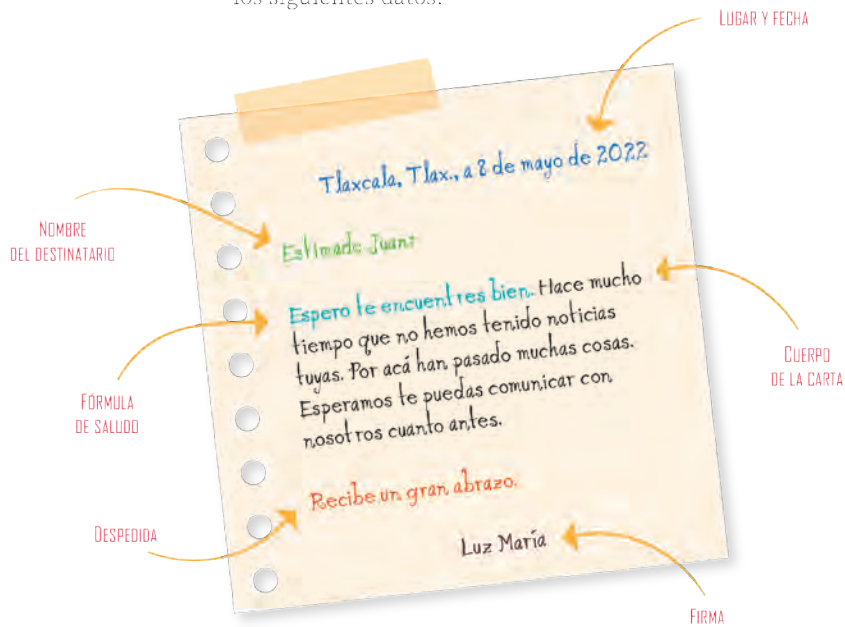 los siguientes datos:
LUGAR Y FECHA
Tlaxcala, Tlax., a 8 de mayo de 2022
NOMBRE
DEL DESTINATARIO
Estimado Juan:
Espero te encuentres bien. Hace mucho
tiempo que no hemos tenido noticias
tuyas. Por acá han pasado muchas cosas.
Esperamos te puedas comunicar con
nosotros cuanto antes.
CUERPO
DE LA CARTA
FÓRMULA
DE SALUDO
Recibe un gran abrazo.
DESPEDIDA
Luz María
FIRMA